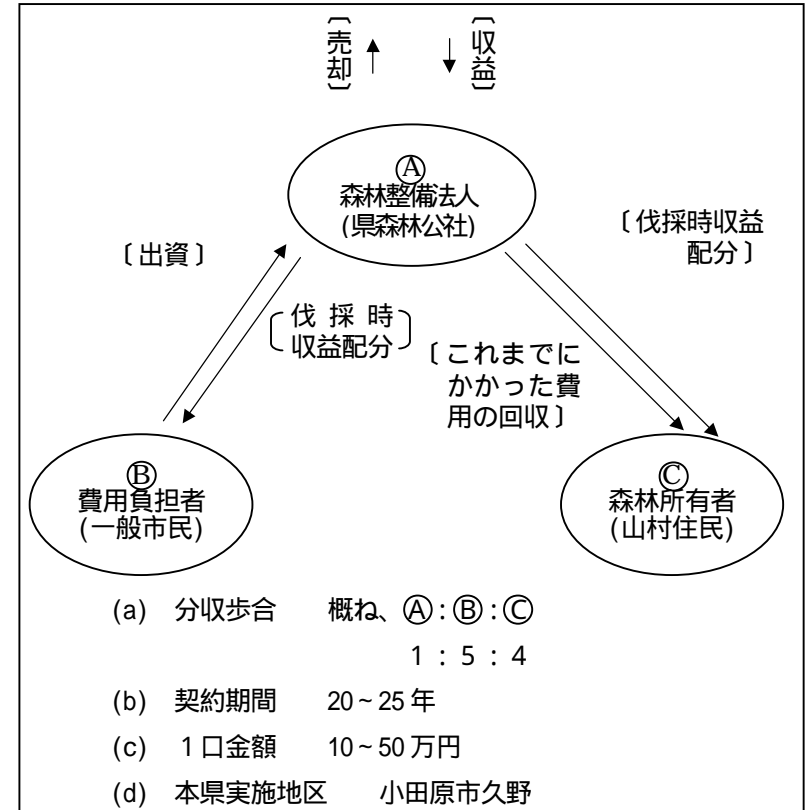 〔売却〕
〔収益〕
Ⓐ
森林整備法人
(県森林公社)
〔出資〕
〔伐採時収益
配分〕
〔伐採時
収益配分〕
〔これまでに
かかった費
用の回収〕
Ⓑ
費用負担者
(一般市民)
Ⓒ
森林所有者
(山村住民)
(a) 分収歩合 概ね、Ⓐ:Ⓑ:Ⓒ
1:5:4
(b) 契約期間 20~25年
(c) 1口金額 10~50万円
(d) 本県実施地区 小田原市久野